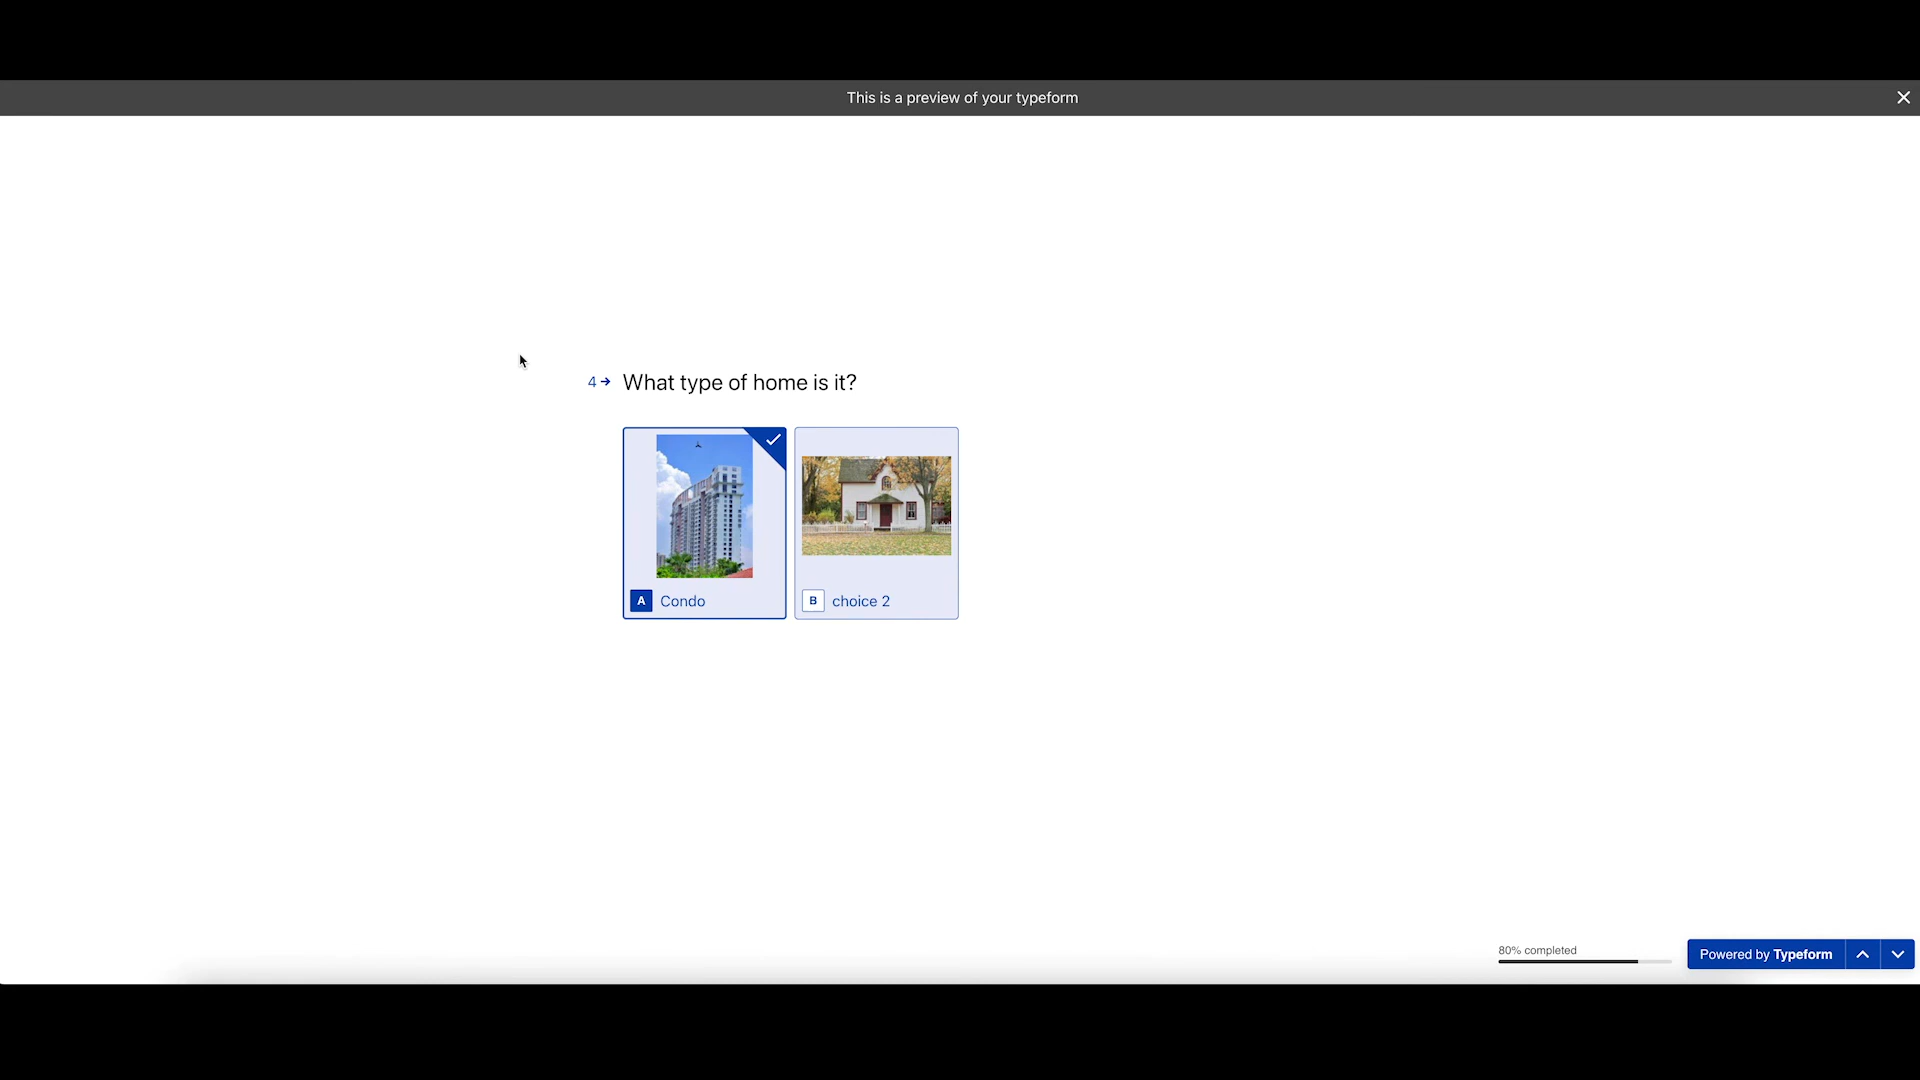 This is a preview of your typeform
4 What type of home is it?
A Condo
B choice 2
80% completed
Powered by Typeform